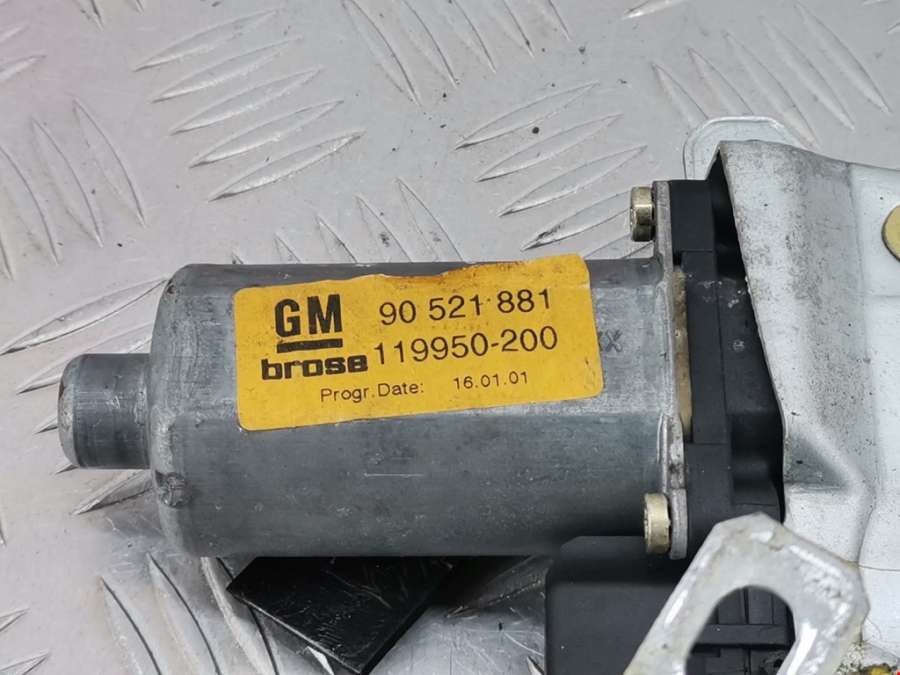 GM 90 521 881
brose 119950-200
Progr.Date: 16.01.01